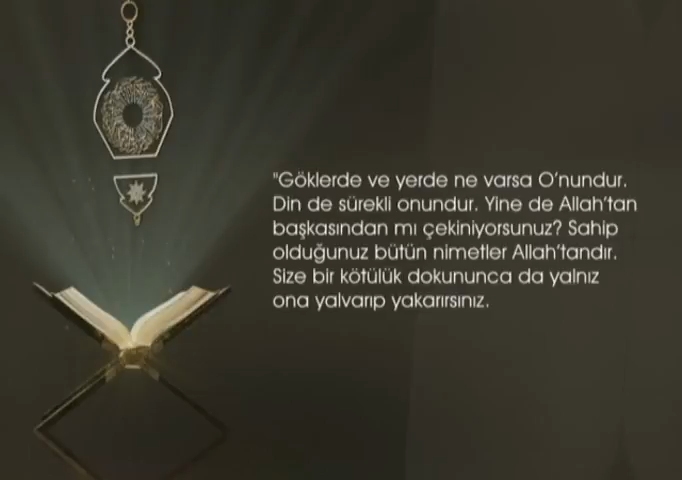 "Göklerde ve yerde ne varsa O'nundur.
Din de sürekli onundur. Yine de Allah'tan
başkasından mı çekiniyorsunuz? Sahip
olduğunuz bütün nimetler Allah'tandır.
Size bir kötülük dokununca da yalnız
ona yalvarıp yakarırsınız.